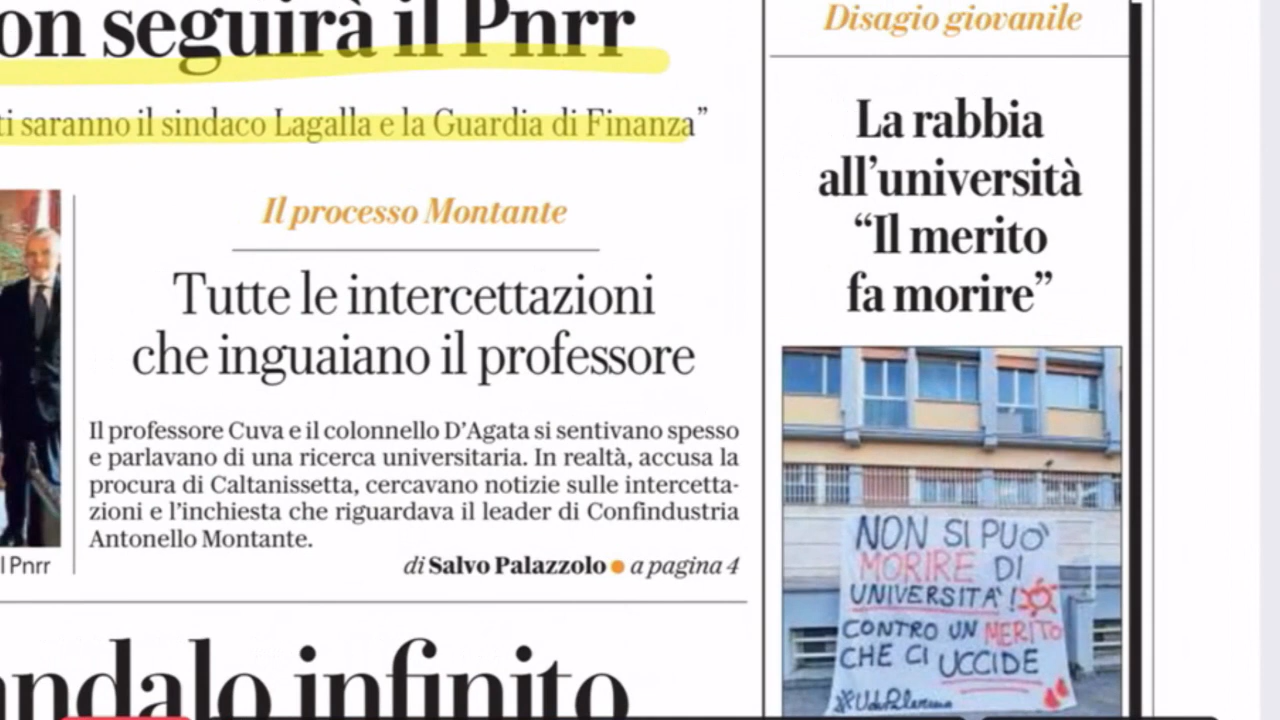 on seguirà il Pnrr
ti saranno il sindaco Lagalla e la Guardia di Finanza”
Il processo Montante
Tutte le intercettazioni
che inguaiano il professore
Il professore Cuva e il colonnello D’Agata si sentivano spesso
e parlavano di una ricerca universitaria. In realtà, accusa la
procura di Caltanissetta, cercavano notizie sulle intercetta-
zioni e l’inchiesta che riguardava il leader di Confindustria
Antonello Montante.
di Salvo Palazzolo ● a pagina 4
l Pnrr
ndalo infinito
Disagio giovanile
La rabbia
all’università
“Il merito
fa morire”
NON SI PUO'
MORIRE DI
UNIVERSITA'!
CONTRO UN MERITO
CHE CI UCCIDE